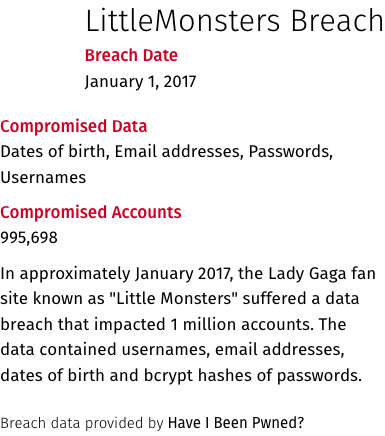 LittleMonsters Breach
Breach Date
January 1, 2017
Compromised Data
Dates of birth, Email addresses, Passwords,
Usernames
Compromised Accounts
995,698
In approximately January 2017, the Lady Gaga fan
site known as "Little Monsters" suffered a data
breach that impacted 1 million accounts. The
data contained usernames, email addresses,
dates of birth and bcrypt hashes of passwords.
Breach data provided by Have I Been Pwned?